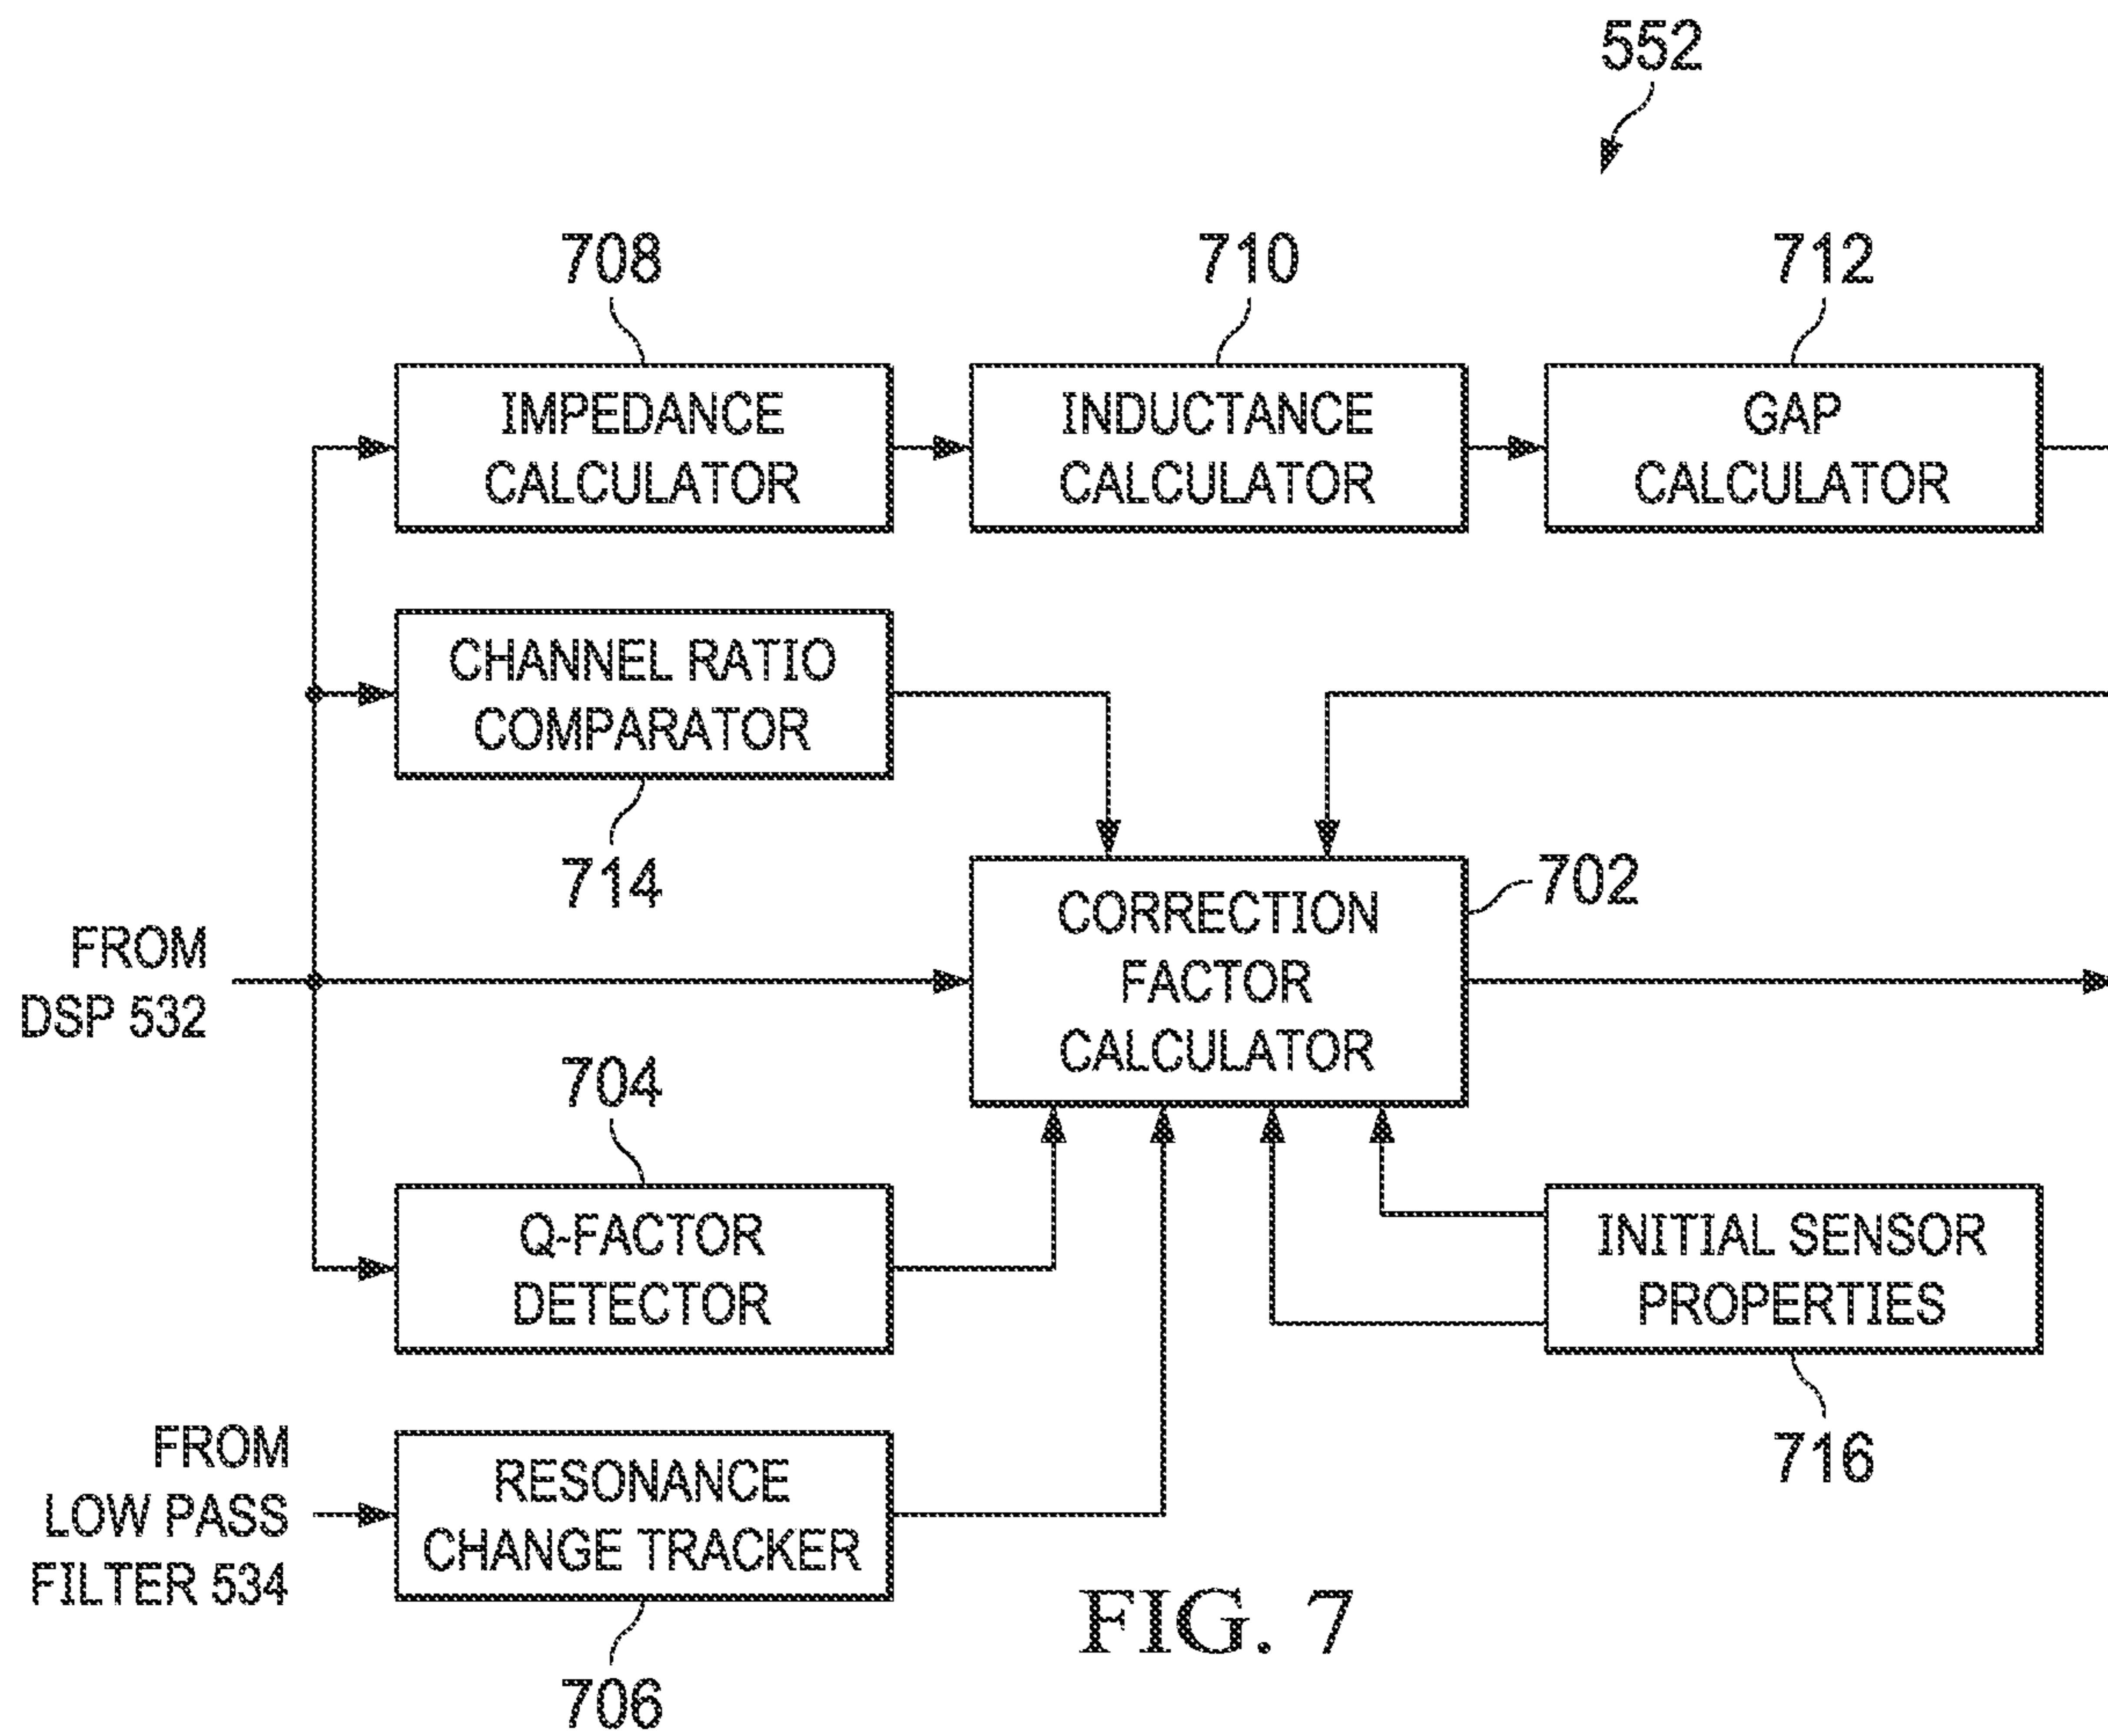 552
708
710
712
IMPEDANCE
CALCULATOR
INDUCTANCE
CALCULATOR
GAP
CALCULATOR
CHANNEL RATIO
COMPARATOR
714
702
CORRECTION
FACTOR
CALCULATOR
FROM
DSP 532
704
Q-FACTOR
DETECTOR
INITIAL SENSOR
PROPERTIES
716
FROM
LOW PASS
FILTER 534
RESONANCE
CHANGE TRACKER
706
FIG. 7